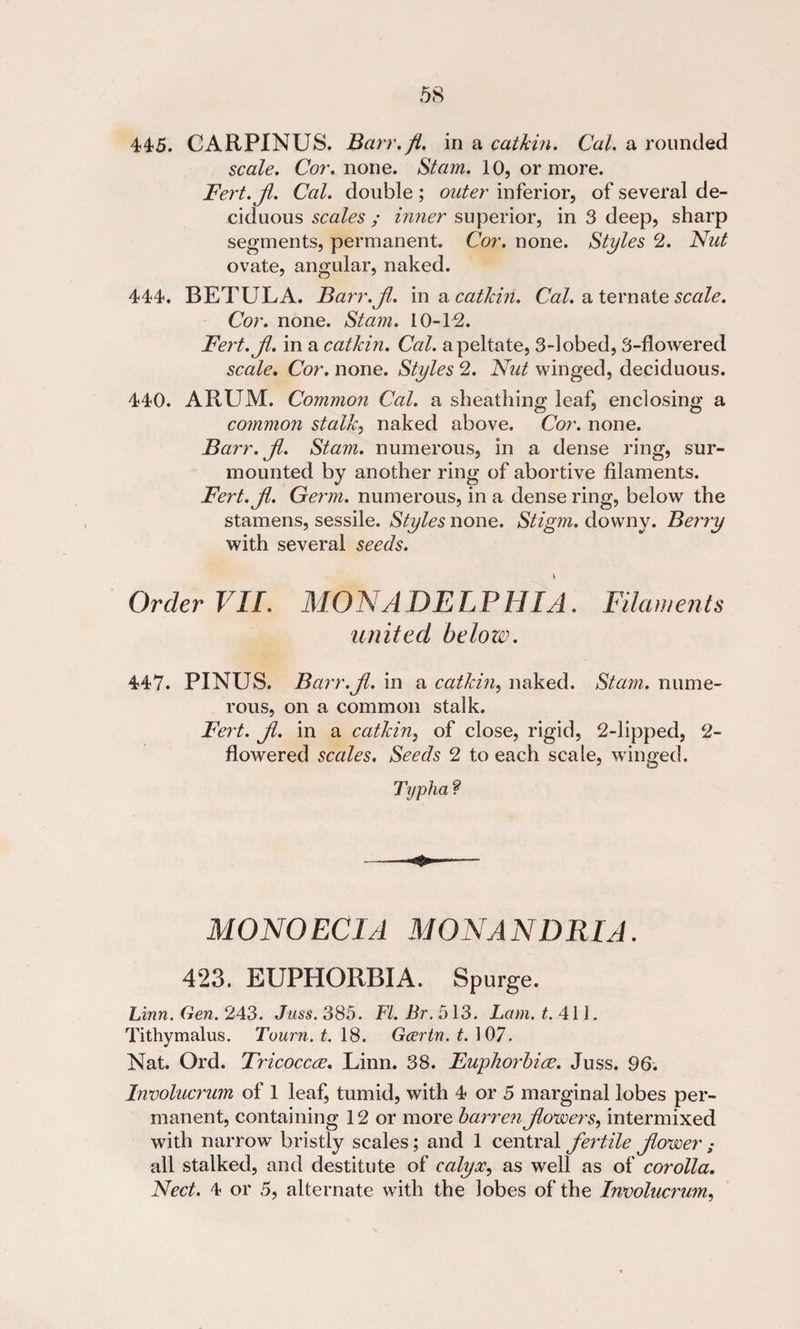 58
445. CARPINUS. Barr. fl. in a catkin. Cal. a rounded
scale. Cor. none. Stam. 10, or more.
Fert. fl. Cal. double; outer inferior, of several de-
ciduous scales; inner superior, in 3 deep, sharp
segments, permanent. Cor. none. Styles 2. Nut
ovate, angular, naked.
444. BETULA. Barr. fl. in a catkin. Cal. a ternate scale.
Cor. none. Stam. 10-12.
Fert. fl. in a catkin. Cal. a peltate, 3-lobed, 3-flowered
scale. Cor. none. Styles 2. Nut winged, deciduous.
440. ARUM. Common Cal. a sheathing leaf, enclosing a
common stalk, naked above. Cor. none.
Barr. fl. Stam. numerous, in a dense ring, sur-
mounted by another ring of abortive filaments.
Fert. fl. Germ. numerous, in a dense ring, below the
stamens, sessile. Styles none. Stigm. downy. Berry
with several seeds.
Order VII. MONADELPHIA. Filaments
united below.
447. PINUS. Barr. fl. in a catkin, naked. Stam. nume-
rous, on a common stalk.
Fert. fl. in a catkin, of close, rigid, 2-lipped, 2-
flowered scales. Seeds 2 to each scale, winged.
Typha?
MONOECIA MONANDRIA.
423. EUPHORBIA. Spurge.
Linn. Gen. 243. Juss. 385. Fl. Br. 513. Lam. t. 411.
Tithymalus. Tourn. t. 18. Gærtn. t. 107.
Nat. Ord. Tricoccæ. Linn. 38. Euphorbiæ. Juss. 96.
Involucrum of 1 leaf, tumid, with 4 or 5 marginal lobes per-
manent, containing 12 or more barren flowers, intermixed
with narrow bristly scales; and 1 central fertile flower;
all stalked, and destitute of calyx, as well as of corolla.
Nect. 4 or 5, alternate with the lobes of the Involucrum,